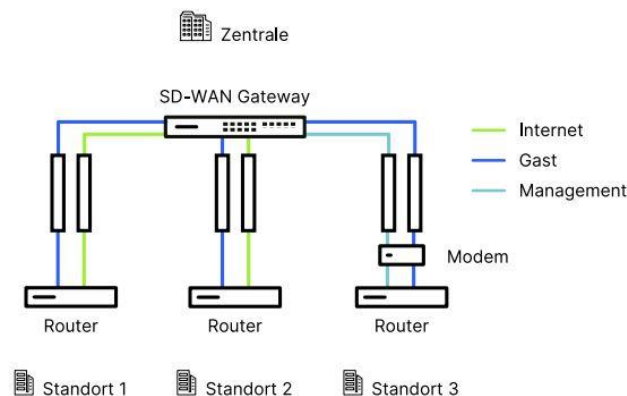 Zentrale
SD-WAN Gateway
Internet
Gast
Management
Modem
Router
Router
Router
Standort 1
Standort 2
Standort 3